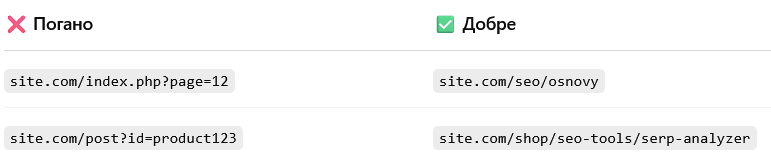 ❌ Погано ✅ Добре
site.com/index.php?page=12 site.com/seo/osnovy
site.com/post?id=product123 site.com/shop/seo-tools/serp-analyzer